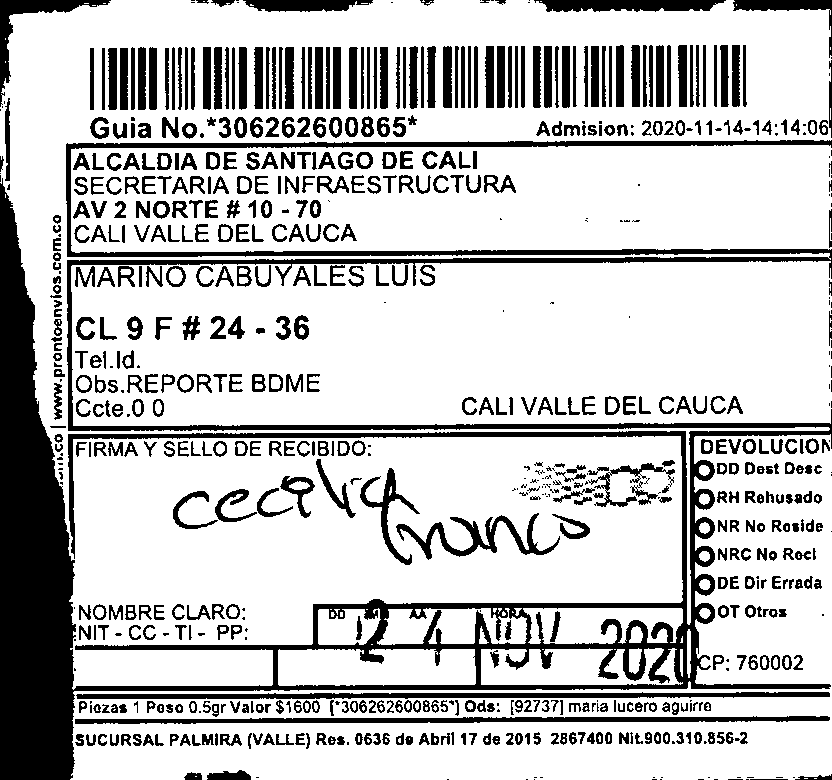 Guia No.*306262600865*
Admision: 2020-11-14-14:14:06
ALCALDIA DE SANTIAGO DE CALI
SECRETARIA DE INFRAESTRUCTURA
AV 2 NORTE # 10 - 70
CALI VALLE DEL CAUCA
www.prontoenvios.com.co
MARINO CABUYALES LUIS
CL 9 F # 24 - 36
Tel.Id.
Obs.REPORTE BDME
Ccte.0 0
CALI VALLE DEL CAUCA
FIRMA Y SELLO DE RECIBIDO:
cecilia
franco
NOMBRE CLARO:
NIT - CC - TI - PP:
DD AA HORA
24 NOV 2020
DEVOLUCION
DD Dest Desc
RH Rehusado
NR No Reside
NRC No Recl
DE Dir Errada
OT Otros
CP: 760002
Piezas 1 Peso 0.5gr Valor $1600 [*306262600865*] Ods: [92737] maria lucero aguirre
SUCURSAL PALMIRA (VALLE) Res. 0636 de Abril 17 de 2015 2867400 Nit.900.310.856-2